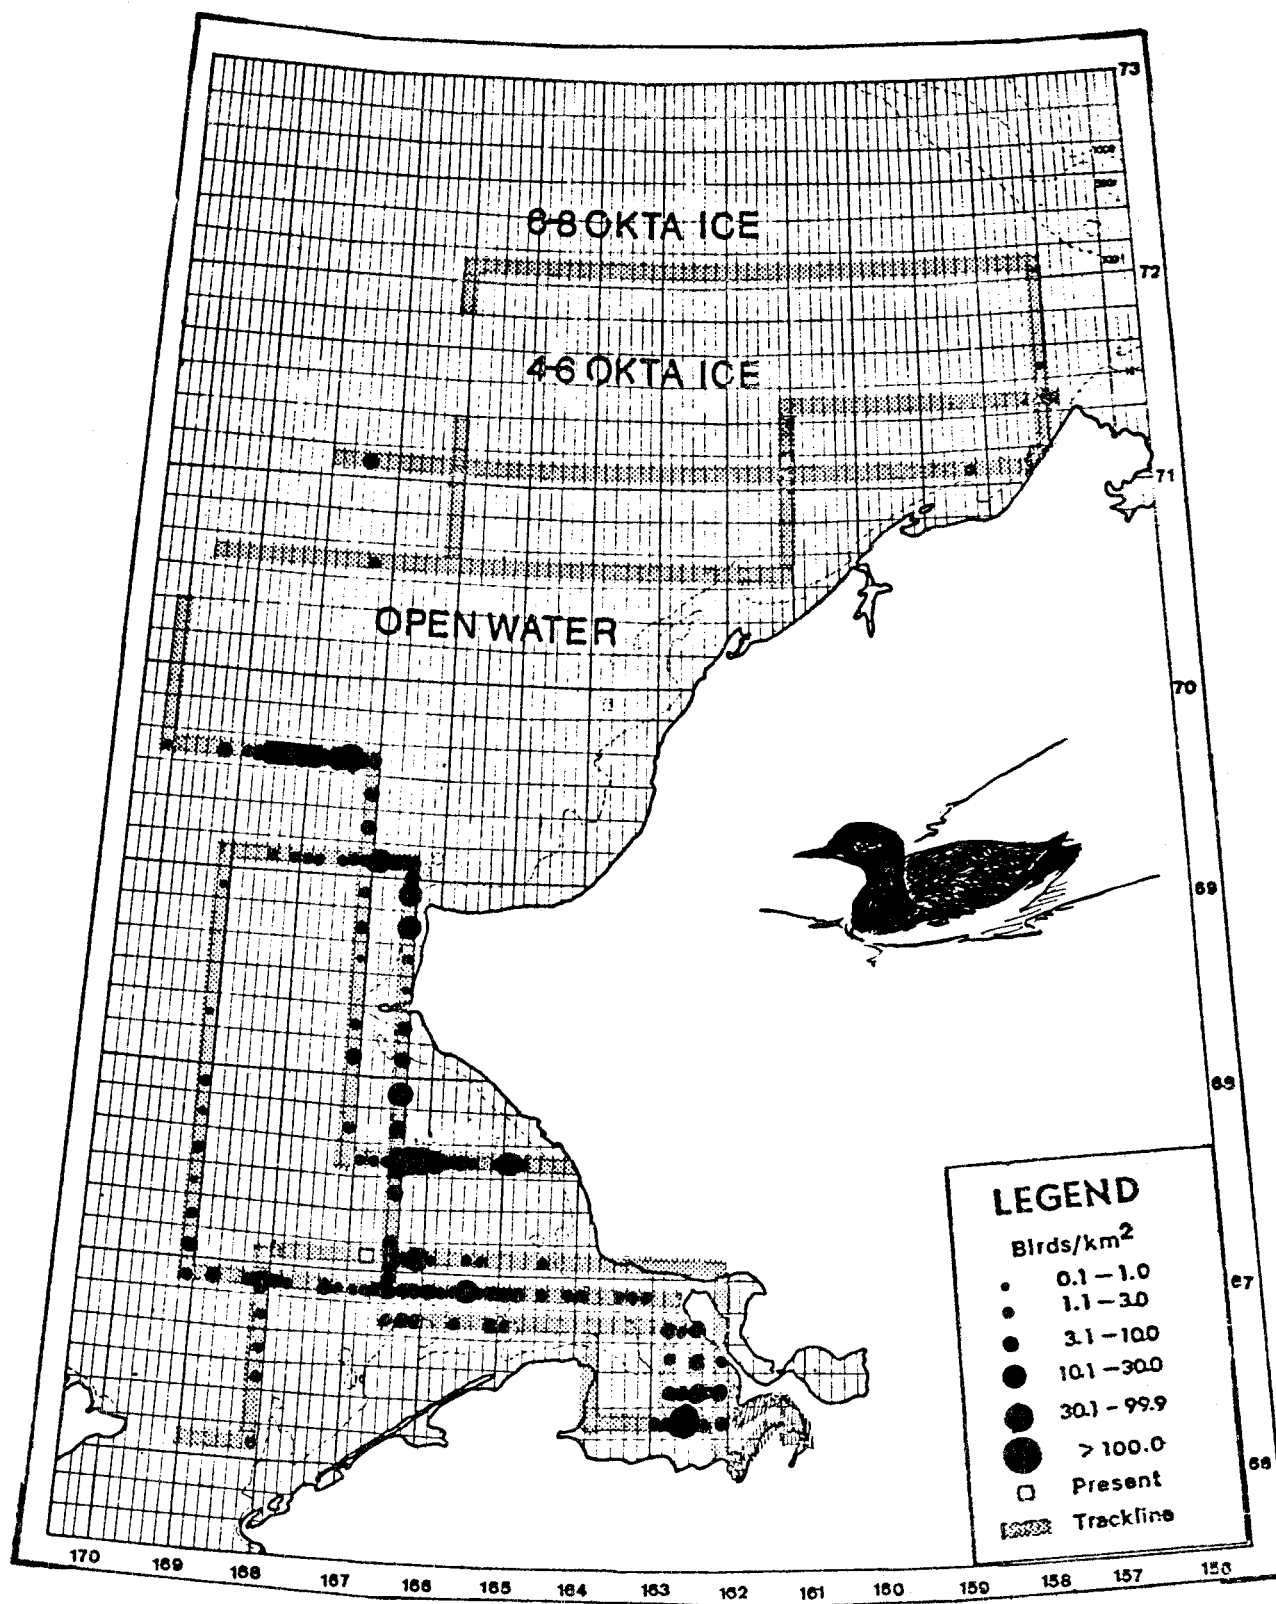 73
6-8 OKTA ICE
72
4-6 OKTA ICE
71
OPEN WATER
70
69
68
LEGEND
Birds/km²
0.1 – 1.0
1.1 – 3.0
3.1 – 10.0
10.1 – 30.0
30.1 – 99.9
> 100.0
Present
Trackline
67
66
170 169 168 167 166 165 164 163 162 161 160 159 158 157 156